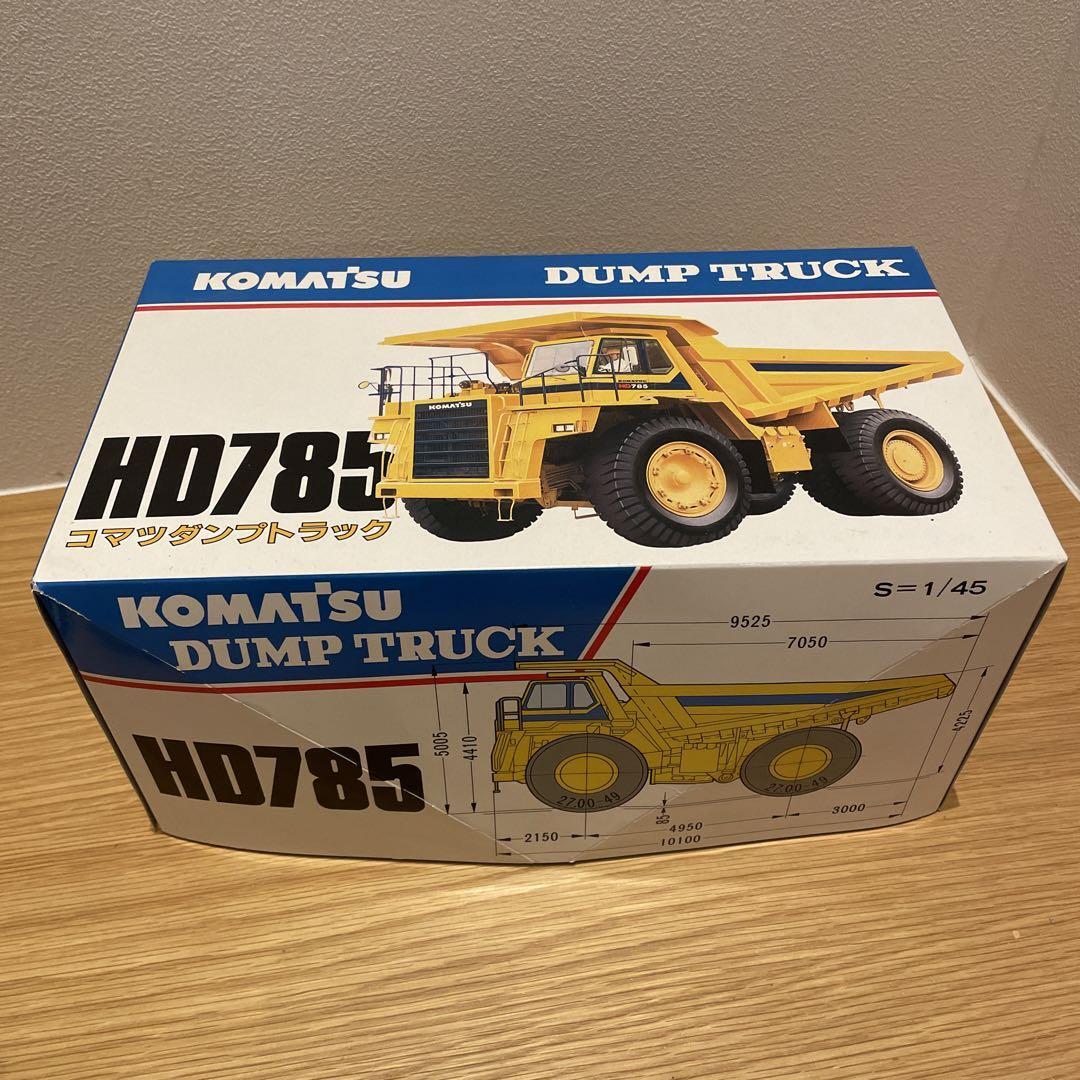 KOMATSU DUMP TRUCK
KOMATSU
KOMATSU
HD785
HD785
コマツダンプトラック
KOMATSU
DUMP TRUCK
S=1/45
9525
7050
HD785
5005
4410
4225
27.00-49
27.00-49
85
2150
4950
3000
10100